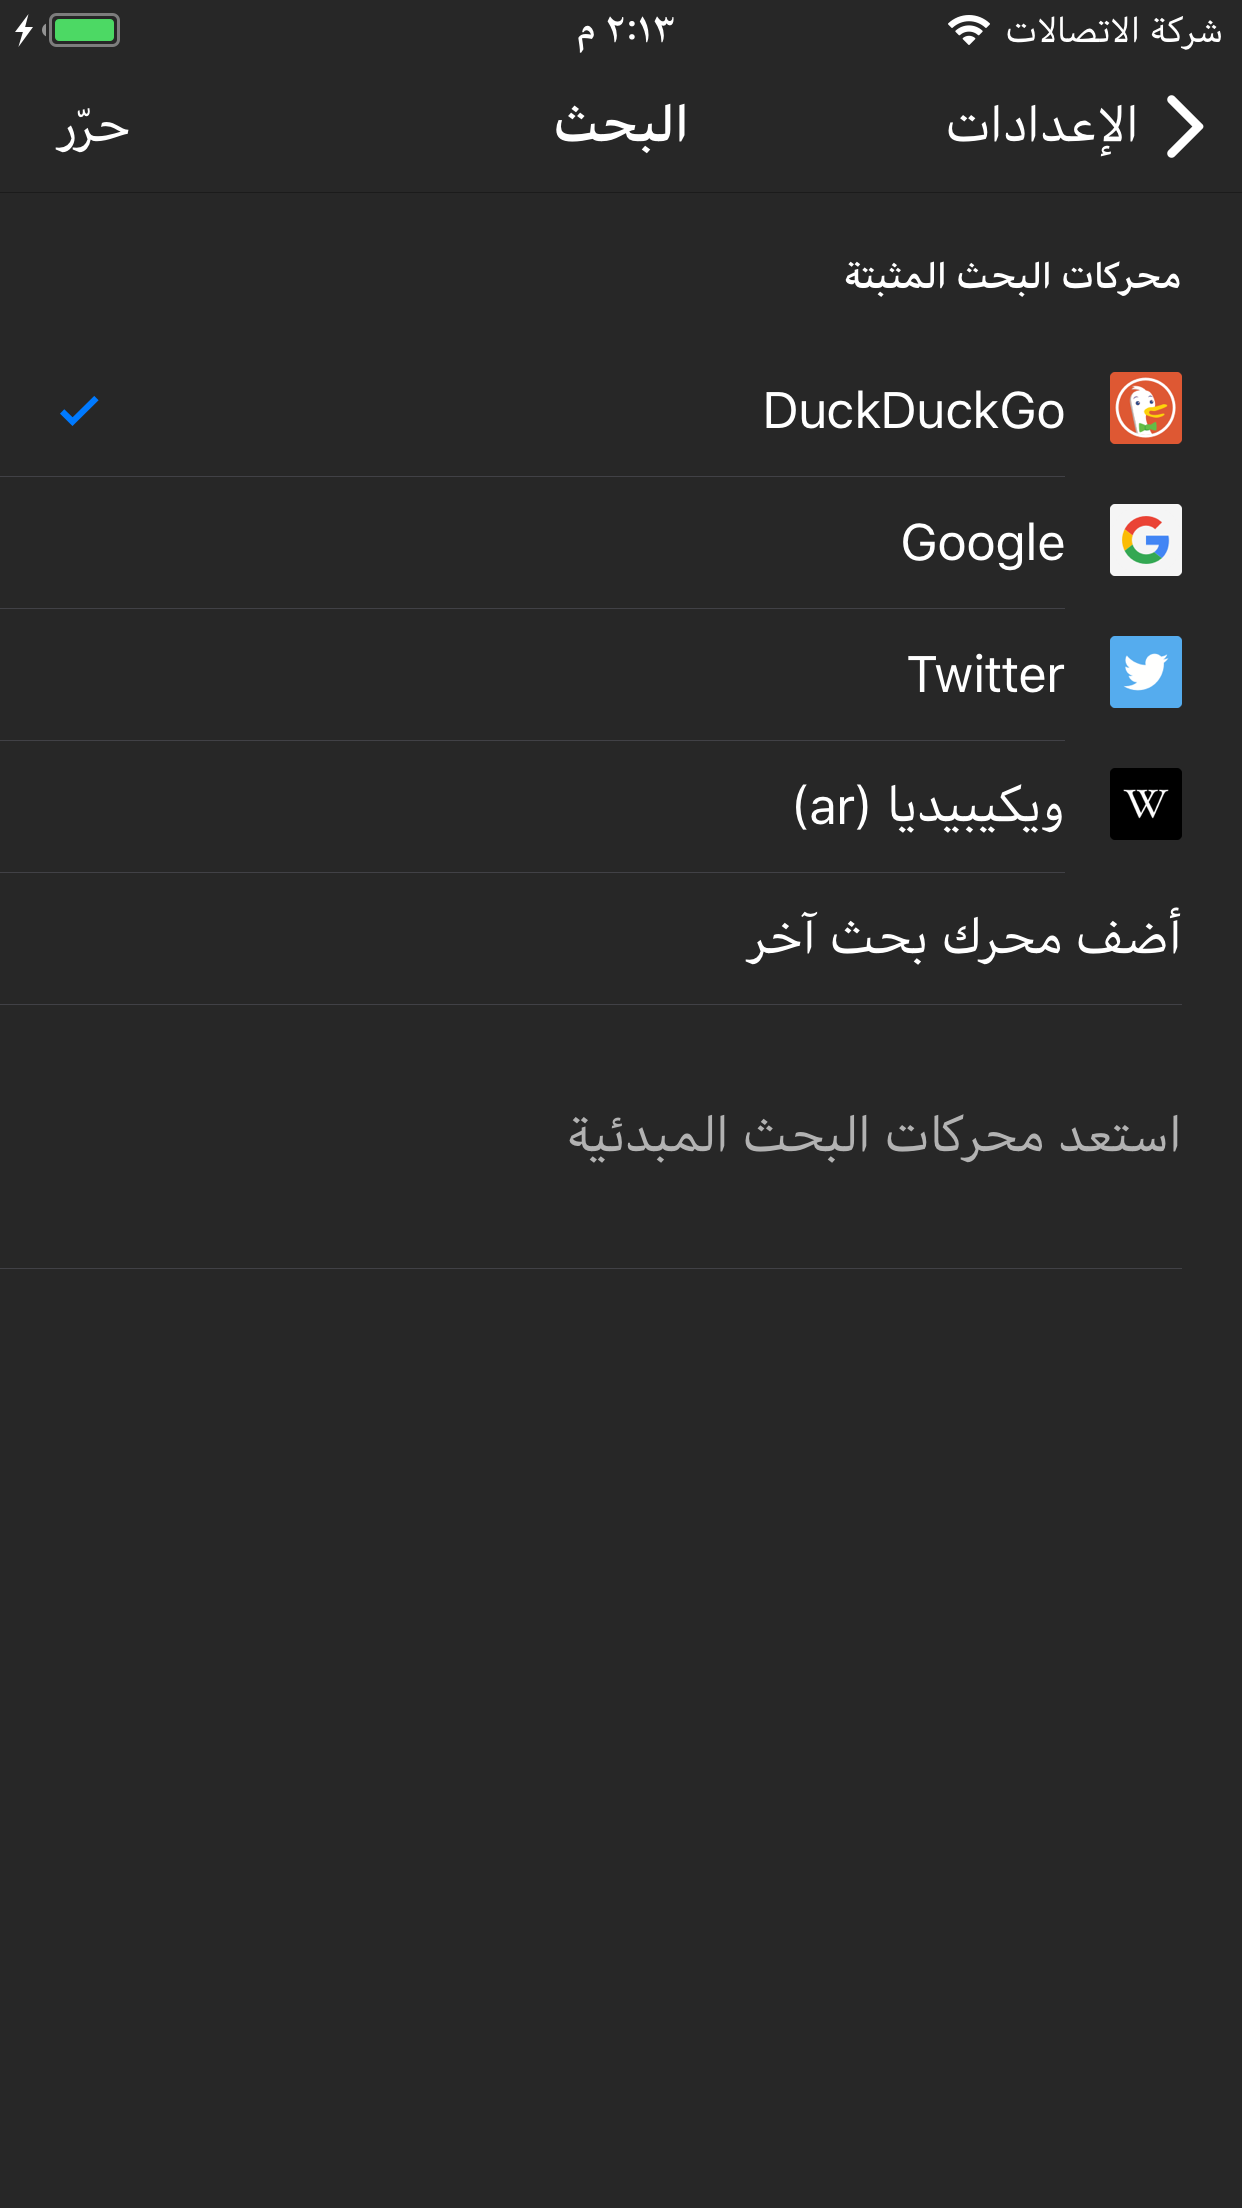 شركة الاتصالات
٢:١٣ م
الإعدادات
البحث
حرّر
محركات البحث المثبتة
DuckDuckGo
Google
Twitter
W
ويكيبيديا (ar)
أضف محرك بحث آخر
استعد محركات البحث المبدئية